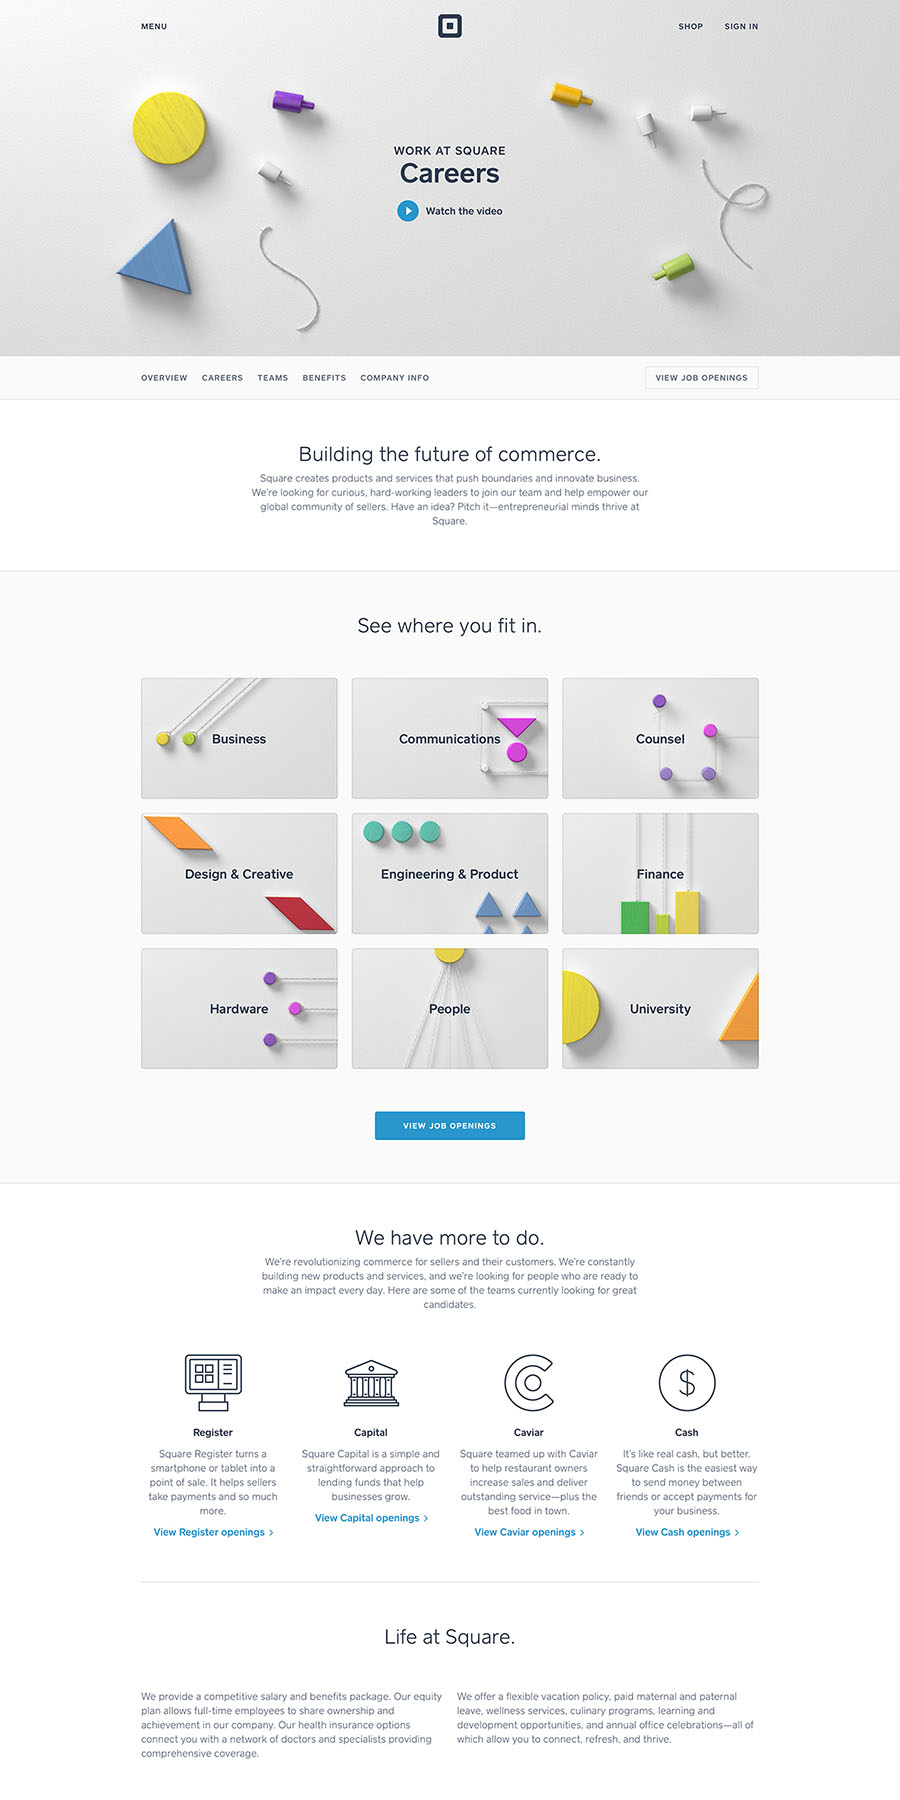 MENU
SHOP
SIGN IN
WORK AT SQUARE
Careers
Watch the video
OVERVIEW
CAREERS
TEAMS
BENEFITS
COMPANY INFO
VIEW JOB OPENINGS
Building the future of commerce.
Square creates products and services that push boundaries and innovate business.
We're looking for curious, hard-working leaders to join our team and help empower our
global community of sellers. Have an idea? Pitch it—entrepreneurial minds thrive at
Square.
See where you fit in.
Business
Communications
Counsel
Design & Creative
Engineering & Product
Finance
Hardware
People
University
VIEW JOB OPENINGS
We have more to do.
We're revolutionizing commerce for sellers and their customers. We're constantly
building new products and services, and we're looking for people who are ready to
make an impact every day. Here are some of the teams currently looking for great
candidates.
Register
Square Register turns a
smartphone or tablet into a
point of sale. It helps sellers
take payments and so much
more.
View Register openings >
Capital
Square Capital is a simple and
straightforward approach to
lending funds that help
businesses grow.
View Capital openings >
Caviar
Square teamed up with Caviar
to help restaurant owners
increase sales and deliver
outstanding service—plus the
best food in town.
View Caviar openings >
$
Cash
It's like real cash, but better.
Square Cash is the easiest way
to send money between
friends or accept payments for
your business.
View Cash openings >
Life at Square.
We provide a competitive salary and benefits package. Our equity
plan allows full-time employees to share ownership and
achievement in our company. Our health insurance options
connect you with a network of doctors and specialists providing
comprehensive coverage.
We offer a flexible vacation policy, paid maternal and paternal
leave, wellness services, culinary programs, learning and
development opportunities, and annual office celebrations—all of
which allow you to connect, refresh, and thrive.